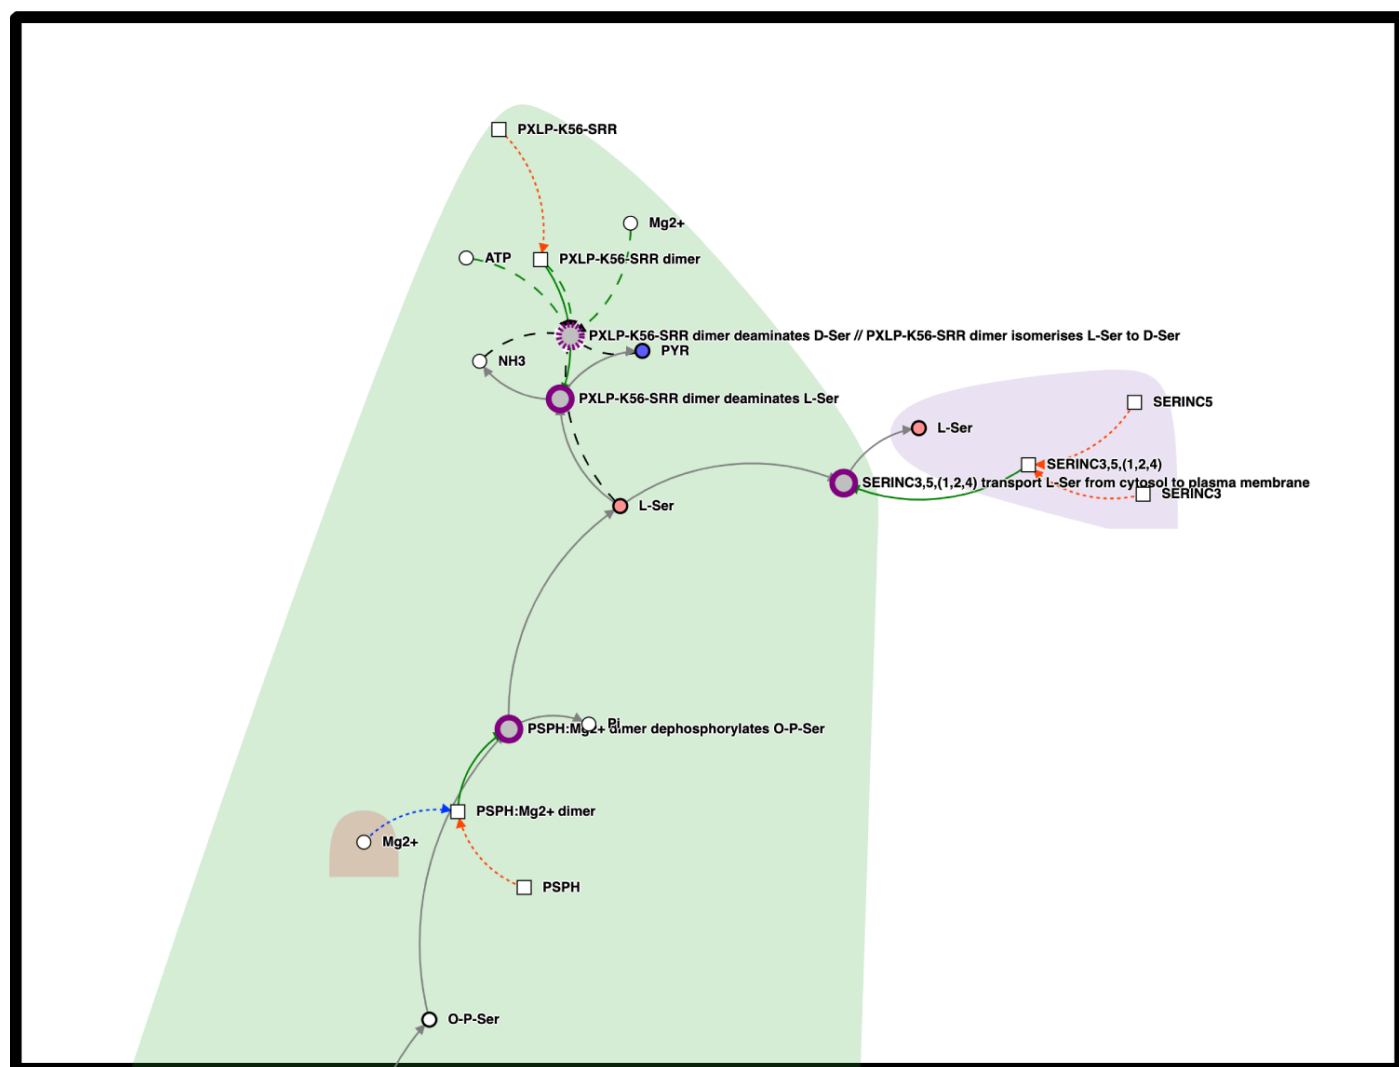 PXLP-K56-SRR
Mg2+
ATP
PXLP-K56-SRR dimer
PXLP-K56-SRR dimer deaminates D-Ser // PXLP-K56-SRR dimer isomerises L-Ser to D-Ser
PYR
NH3
PXLP-K56-SRR dimer deaminates L-Ser
SERINC5
L-Ser
SERINC3,5,(1,2,4)
SERINC3,5,(1,2,4) transport L-Ser from cytosol to plasma membrane
SERINC3
L-Ser
Pi
PSPH:Mg2+ dimer dephosphorylates O-P-Ser
PSPH:Mg2+ dimer
Mg2+
PSPH
O-P-Ser